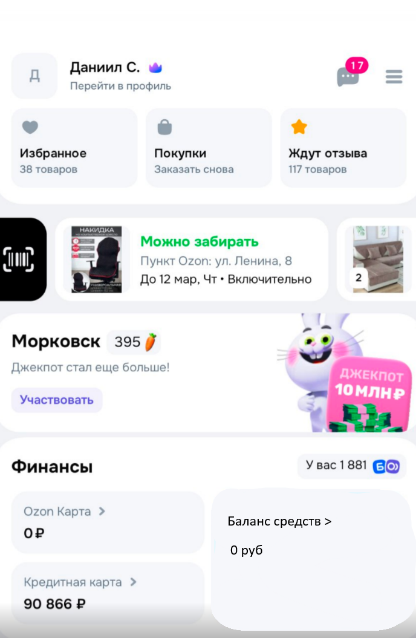 Д
Даниил С.
Перейти в профиль
17
Избранное
38 товаров
Покупки
Заказать снова
Ждут отзыва
117 товаров
НАКИДКА
Можно забирать
Пункт Ozon: ул. Ленина, 8
До 12 мар, Чт • Включительно
2
Морковск 395
Джекпот стал еще больше!
Участвовать
ДЖЕКПОТ
10 МЛН ₽
Финансы
У вас 1 881 Б
Ozon Карта >
0 ₽
Баланс средств >
0 руб
Кредитная карта >
90 866 ₽